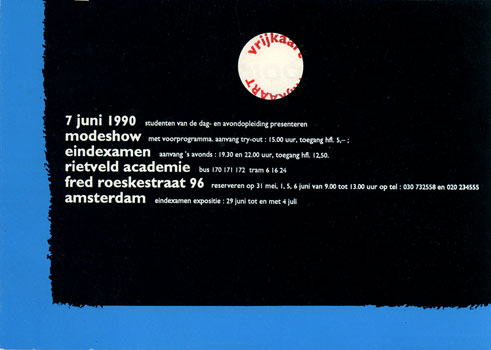 vrijkaart
vrijkAART
7 juni 1990 studenten van de dag- en avondopleiding presenteren
modeshow met voorprogramma. aanvang try-out : 15.00 uur, toegang hfl. 5,– ;
eindexamen aanvang 's avonds : 19.30 en 22.00 uur, toegang hfl. 12,50.
rietveld academie bus 170 171 172 tram 6 16 24
fred roeskestraat 96 reserveren op 31 mei, 1, 5, 6 juni van 9.00 tot 13.00 uur op tel : 030 732558 en 020 234555
amsterdam eindexamen expositie : 29 juni tot en met 4 juli